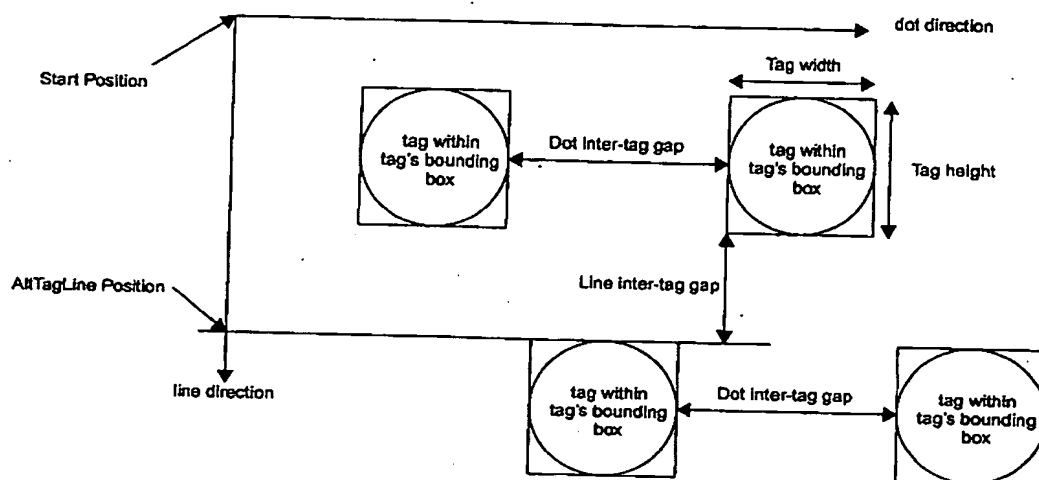 dot direction
Start Position
Tag width
tag within
tag's bounding
box
Dot inter-tag gap
tag within
tag's bounding
box
Tag height
AltTagLine Position
Line inter-tag gap
line direction
tag within
tag's bounding
box
Dot inter-tag gap
tag within
tag's bounding
box